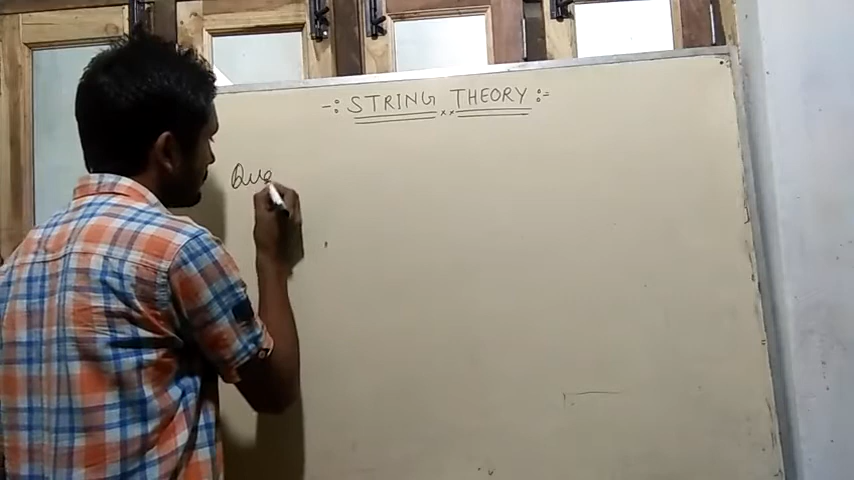 -: STRING THEORY :-
Que